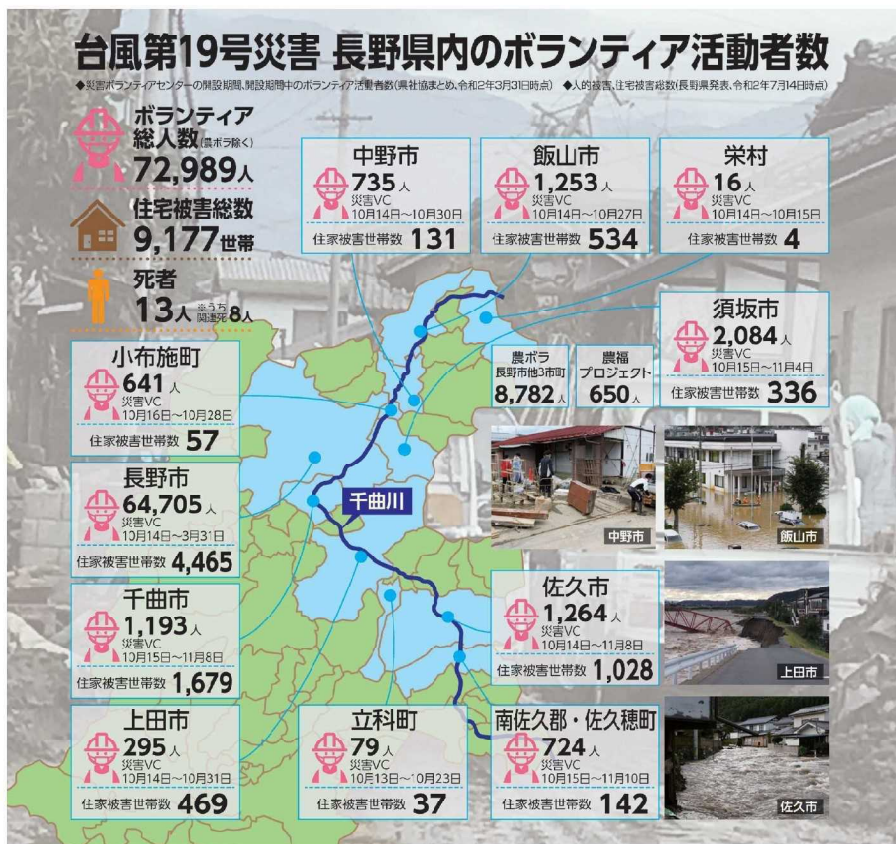 台風第19号災害 長野県内のボランティア活動者数
◆災害ボランティアセンターの開設期間、開設期間中のボランティア活動者数(県社協まとめ、令和2年3月31日時点) ◆人的被害、住宅被害総数(長野県発表、令和2年7月14日時点)
ボランティア
総人数(農ボラ除く)
72,989人
住宅被害総数
9,177世帯
死者
13人 ※うち関連死8人
中野市
735人
災害VC
10月14日～10月30日
住家被害世帯数 131
飯山市
1,253人
災害VC
10月14日～10月27日
住家被害世帯数 534
栄村
16人
災害VC
10月14日～10月15日
住家被害世帯数 4
須坂市
2,084人
災害VC
10月15日～11月4日
住家被害世帯数 336
農ボラ
長野市他3市町
8,782人
農福
プロジェクト
650人
小布施町
641人
災害VC
10月16日～10月28日
住家被害世帯数 57
長野市
64,705人
災害VC
10月14日～3月31日
住家被害世帯数 4,465
千曲川
中野市
飯山市
千曲市
1,193人
災害VC
10月15日～11月8日
住家被害世帯数 1,679
佐久市
1,264人
災害VC
10月14日～11月8日
住家被害世帯数 1,028
上田市
上田市
295人
災害VC
10月14日～10月31日
住家被害世帯数 469
立科町
79人
災害VC
10月13日～10月23日
住家被害世帯数 37
南佐久郡・佐久穂町
724人
災害VC
10月15日～11月10日
住家被害世帯数 142
佐久市